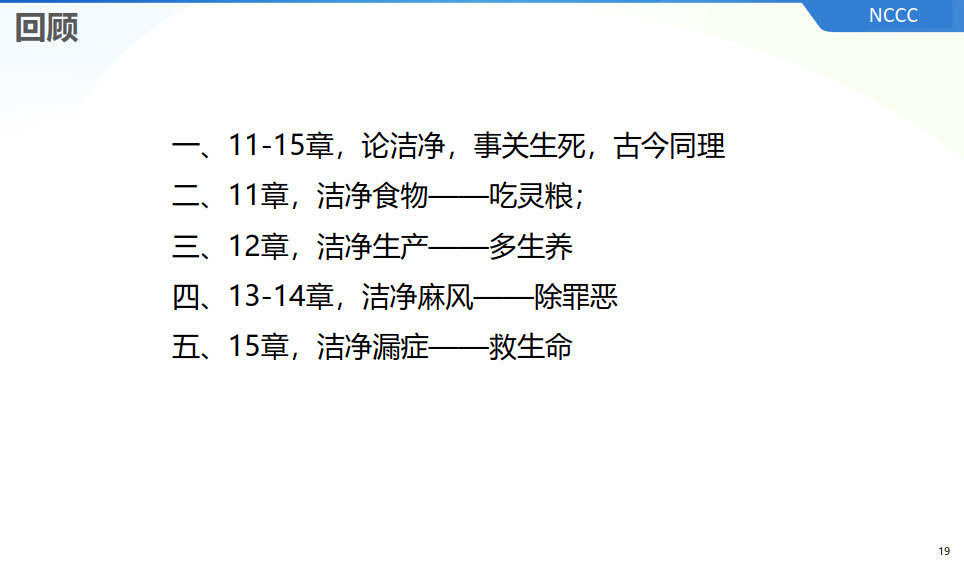 回顾
NCCC
一、11-15章，论洁净，事关生死，古今同理
二、11章，洁净食物——吃灵粮；
三、12章，洁净生产——多生养
四、13-14章，洁净麻风——除罪恶
五、15章，洁净漏症——救生命
19